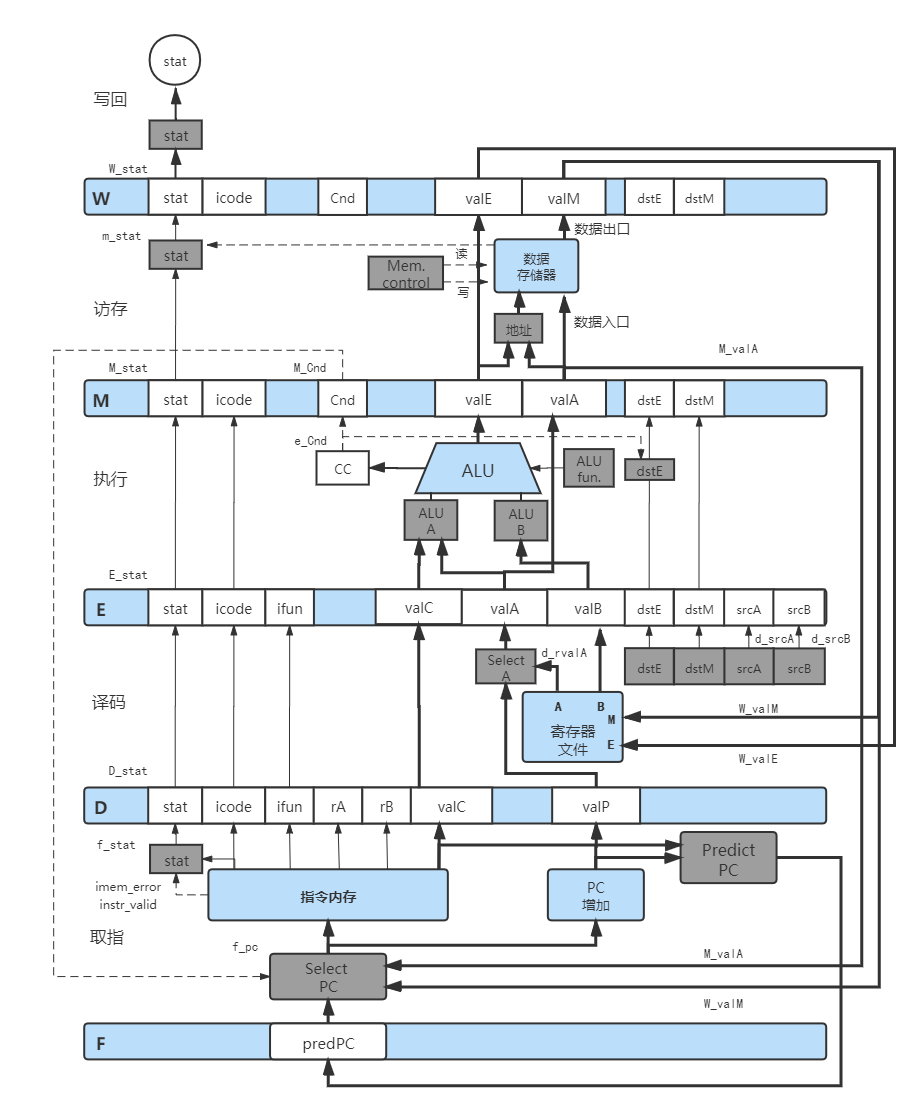 stat
写回
stat
W_stat
W
stat
icode
Cnd
valE
valM
dstE
dstM
m_stat
数据出口
stat
读
Mem.
control
写
数据
存储器
访存
地址
数据入口
M_valA
M_stat
M_Cnd
M
stat
icode
Cnd
valE
valA
dstE
dstM
e_Cnd
CC
ALU
ALU
fun.
dstE
执行
ALU
A
ALU
B
E_stat
E
stat
icode
ifun
valC
valA
valB
dstE
dstM
srcA
srcB
d_srcA
d_srcB
Select
A
d_rvalA
dstE
dstM
srcA
srcB
译码
A
B
M
寄存器
文件
E
W_valM
W_valE
D_stat
D
stat
icode
ifun
rA
rB
valC
valP
f_stat
stat
Predict
PC
imem_error
instr_valid
指令内存
PC
增加
取指
f_pc
Select
PC
M_valA
W_valM
F
predPC